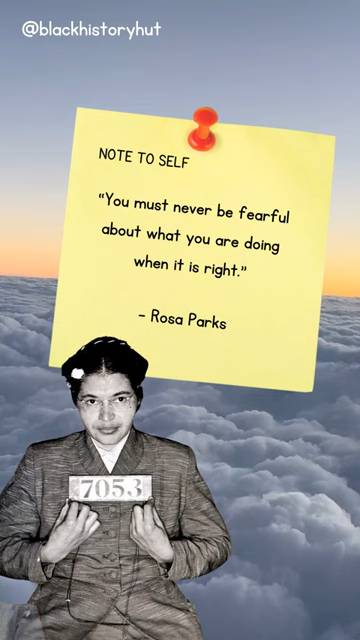 @blackhistoryhut
NOTE TO SELF
“You must never be fearful
about what you are doing
when it is right.”
- Rosa Parks
7053